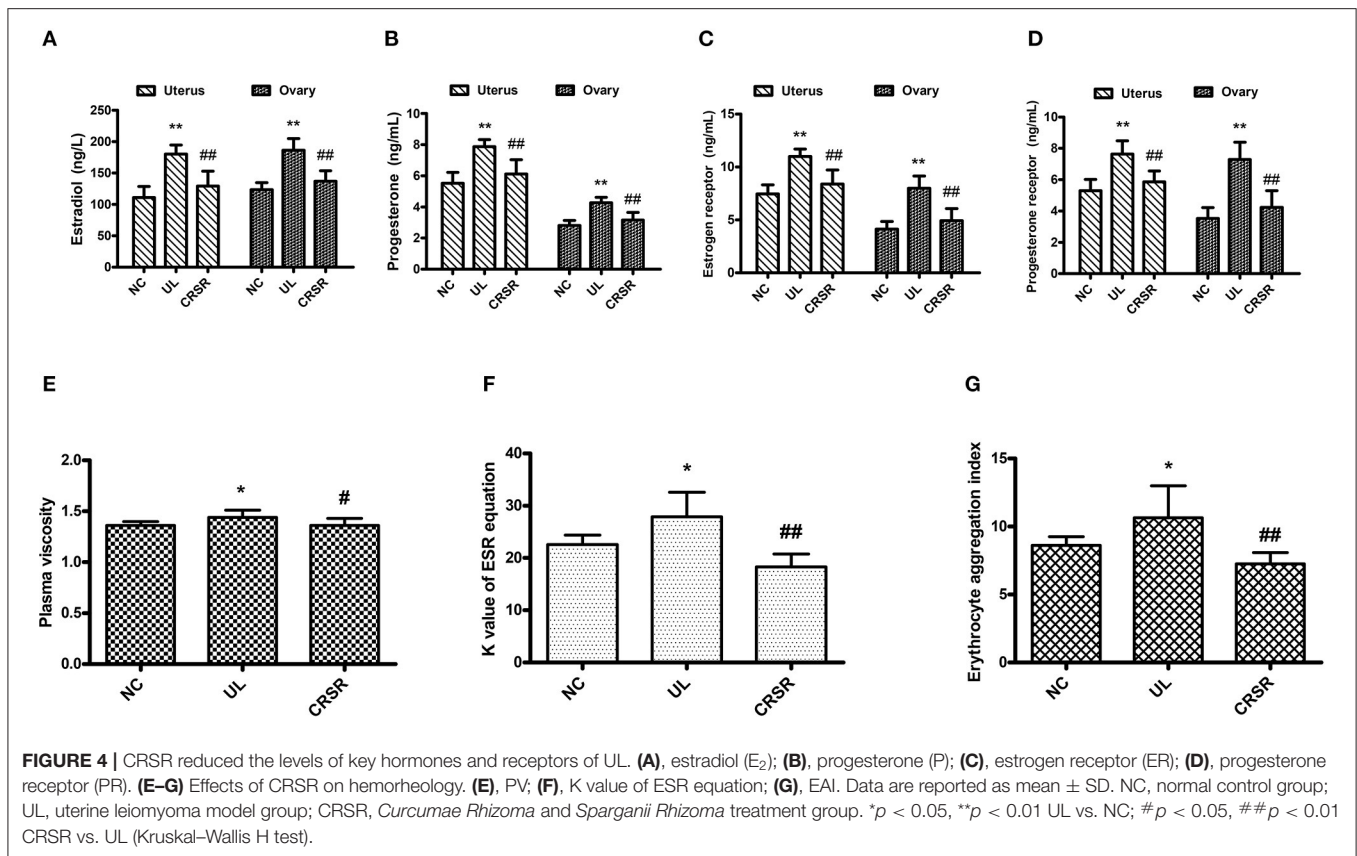 A
Uterus Ovary
Estradiol (ng/L)
250
200
150
100
50
0
** ## ** ##
NC UL CRSR NC UL CRSR
B
Uterus Ovary
Progesterone (ng/mL)
10
8
6
4
2
0
** ## ** ##
NC UL CRSR NC UL CRSR
C
Uterus Ovary
Estrogen receptor (ng/mL)
15
10
5
0
** ## ** ##
NC UL CRSR NC UL CRSR
D
Uterus Ovary
Progesterone receptor (ng/mL)
10
8
6
4
2
0
** ## ** ##
NC UL CRSR NC UL CRSR
E
Plasma viscosity
2.0
1.5
1.0
0.5
0.0
* #
NC UL CRSR
F
K value of ESR equation
40
30
20
10
0
* ##
NC UL CRSR
G
Erythrocyte aggregation index
15
10
5
0
* ##
NC UL CRSR
FIGURE 4 | CRSR reduced the levels of key hormones and receptors of UL. (A), estradiol (E₂); (B), progesterone (P); (C), estrogen receptor (ER); (D), progesterone
receptor (PR). (E–G) Effects of CRSR on hemorheology. (E), PV; (F), K value of ESR equation; (G), EAI. Data are reported as mean ± SD. NC, normal control group;
UL, uterine leiomyoma model group; CRSR, Curcumae Rhizoma and Sparganii Rhizoma treatment group. *p < 0.05, **p < 0.01 UL vs. NC; #p < 0.05, ##p < 0.01
CRSR vs. UL (Kruskal–Wallis H test).